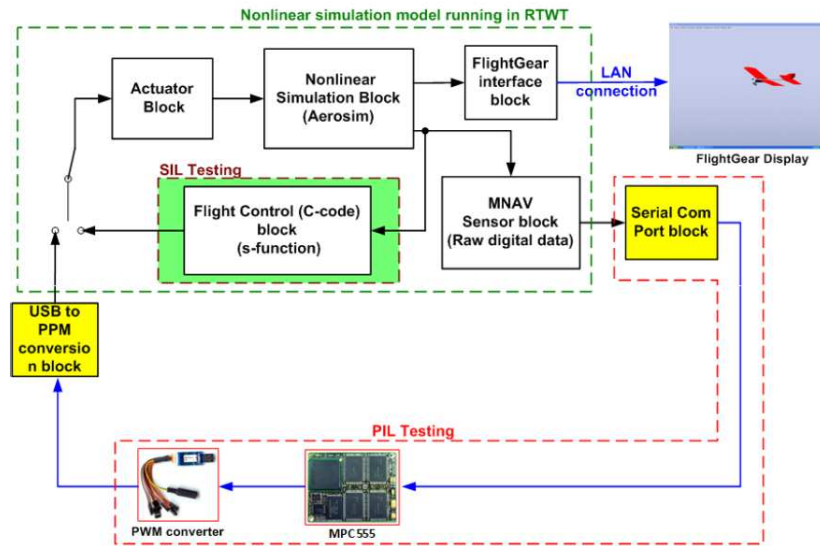 Nonlinear simulation model running in RTWT
Actuator
Block
Nonlinear
Simulation Block
(Aerosim)
FlightGear
interface
block
LAN
connection
FlightGear Display
SIL Testing
Flight Control (C-code)
block
(s-function)
MNAV
Sensor block
(Raw digital data)
Serial Com
Port block
USB to
PPM
conversio
n block
PIL Testing
PWM converter
MPC555